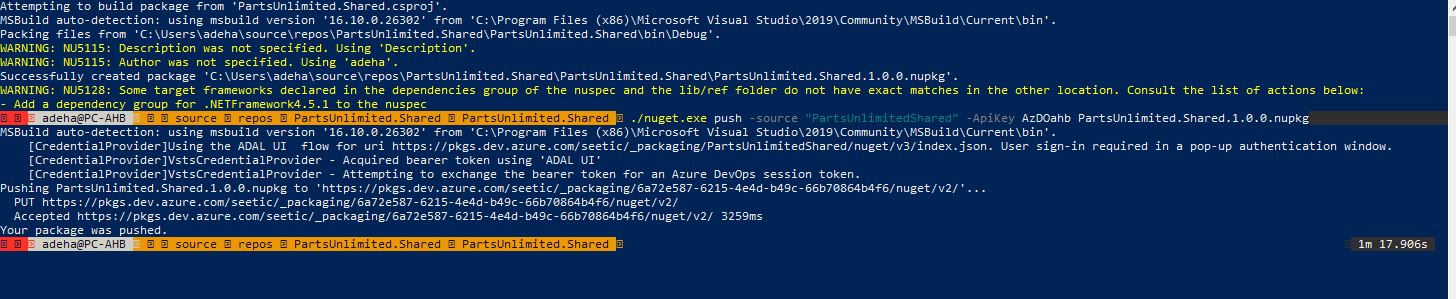 Attempting to build package from 'PartsUnlimited.Shared.csproj'.
MSBuild auto-detection: using msbuild version '16.10.0.26302' from 'C:\Program Files (x86)\Microsoft Visual Studio\2019\Community\MSBuild\Current\bin'.
Packing files from 'C:\Users\adeha\source\repos\PartsUnlimited.Shared\PartsUnlimited.Shared\bin\Debug'.
WARNING: NU5115: Description was not specified. Using 'Description'.
WARNING: NU5115: Author was not specified. Using 'adeha'.
Successfully created package 'C:\Users\adeha\source\repos\PartsUnlimited.Shared\PartsUnlimited.Shared\PartsUnlimited.Shared.1.0.0.nupkg'.
WARNING: NU5128: Some target frameworks declared in the dependencies group of the nuspec and the lib/ref folder do not have exact matches in the other location. Consult the list of actions below:
- Add a dependency group for .NETFramework4.5.1 to the nuspec
adeha@PC-AHB source repos PartsUnlimited.Shared PartsUnlimited.Shared ./nuget.exe push -source "PartsUnlimitedShared" -ApiKey AzDOahb PartsUnlimited.Shared.1.0.0.nupkg
MSBuild auto-detection: using msbuild version '16.10.0.26302' from 'C:\Program Files (x86)\Microsoft Visual Studio\2019\Community\MSBuild\Current\bin'.
[CredentialProvider]Using the ADAL UI  flow for uri https://pkgs.dev.azure.com/seetic/_packaging/PartsUnlimitedShared/nuget/v3/index.json. User sign-in required in a pop-up authentication window.
[CredentialProvider]VstsCredentialProvider - Acquired bearer token using 'ADAL UI'
[CredentialProvider]VstsCredentialProvider - Attempting to exchange the bearer token for an Azure DevOps session token.
Pushing PartsUnlimited.Shared.1.0.0.nupkg to 'https://pkgs.dev.azure.com/seetic/_packaging/6a72e587-6215-4e4d-b49c-66b70864b4f6/nuget/v2/'...
PUT https://pkgs.dev.azure.com/seetic/_packaging/6a72e587-6215-4e4d-b49c-66b70864b4f6/nuget/v2/
Accepted https://pkgs.dev.azure.com/seetic/_packaging/6a72e587-6215-4e4d-b49c-66b70864b4f6/nuget/v2/ 3259ms
Your package was pushed.
adeha@PC-AHB source repos PartsUnlimited.Shared PartsUnlimited.Shared 1m 17.906s